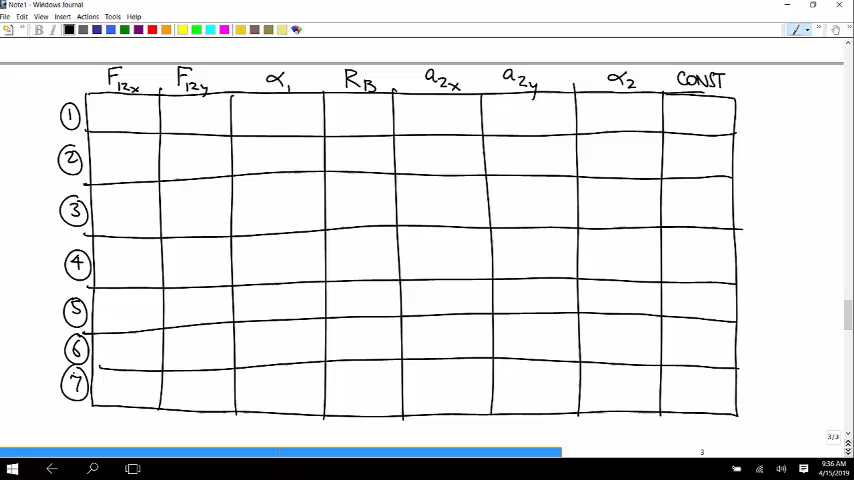 Note1 - Windows Journal
File Edit View Insert Actions Tools Help
B I
F12x F12y α1 RB a2x a2y α2 CONST
1
2
3
4
5
6
7
3/3
3
9:36 AM
4/15/2019